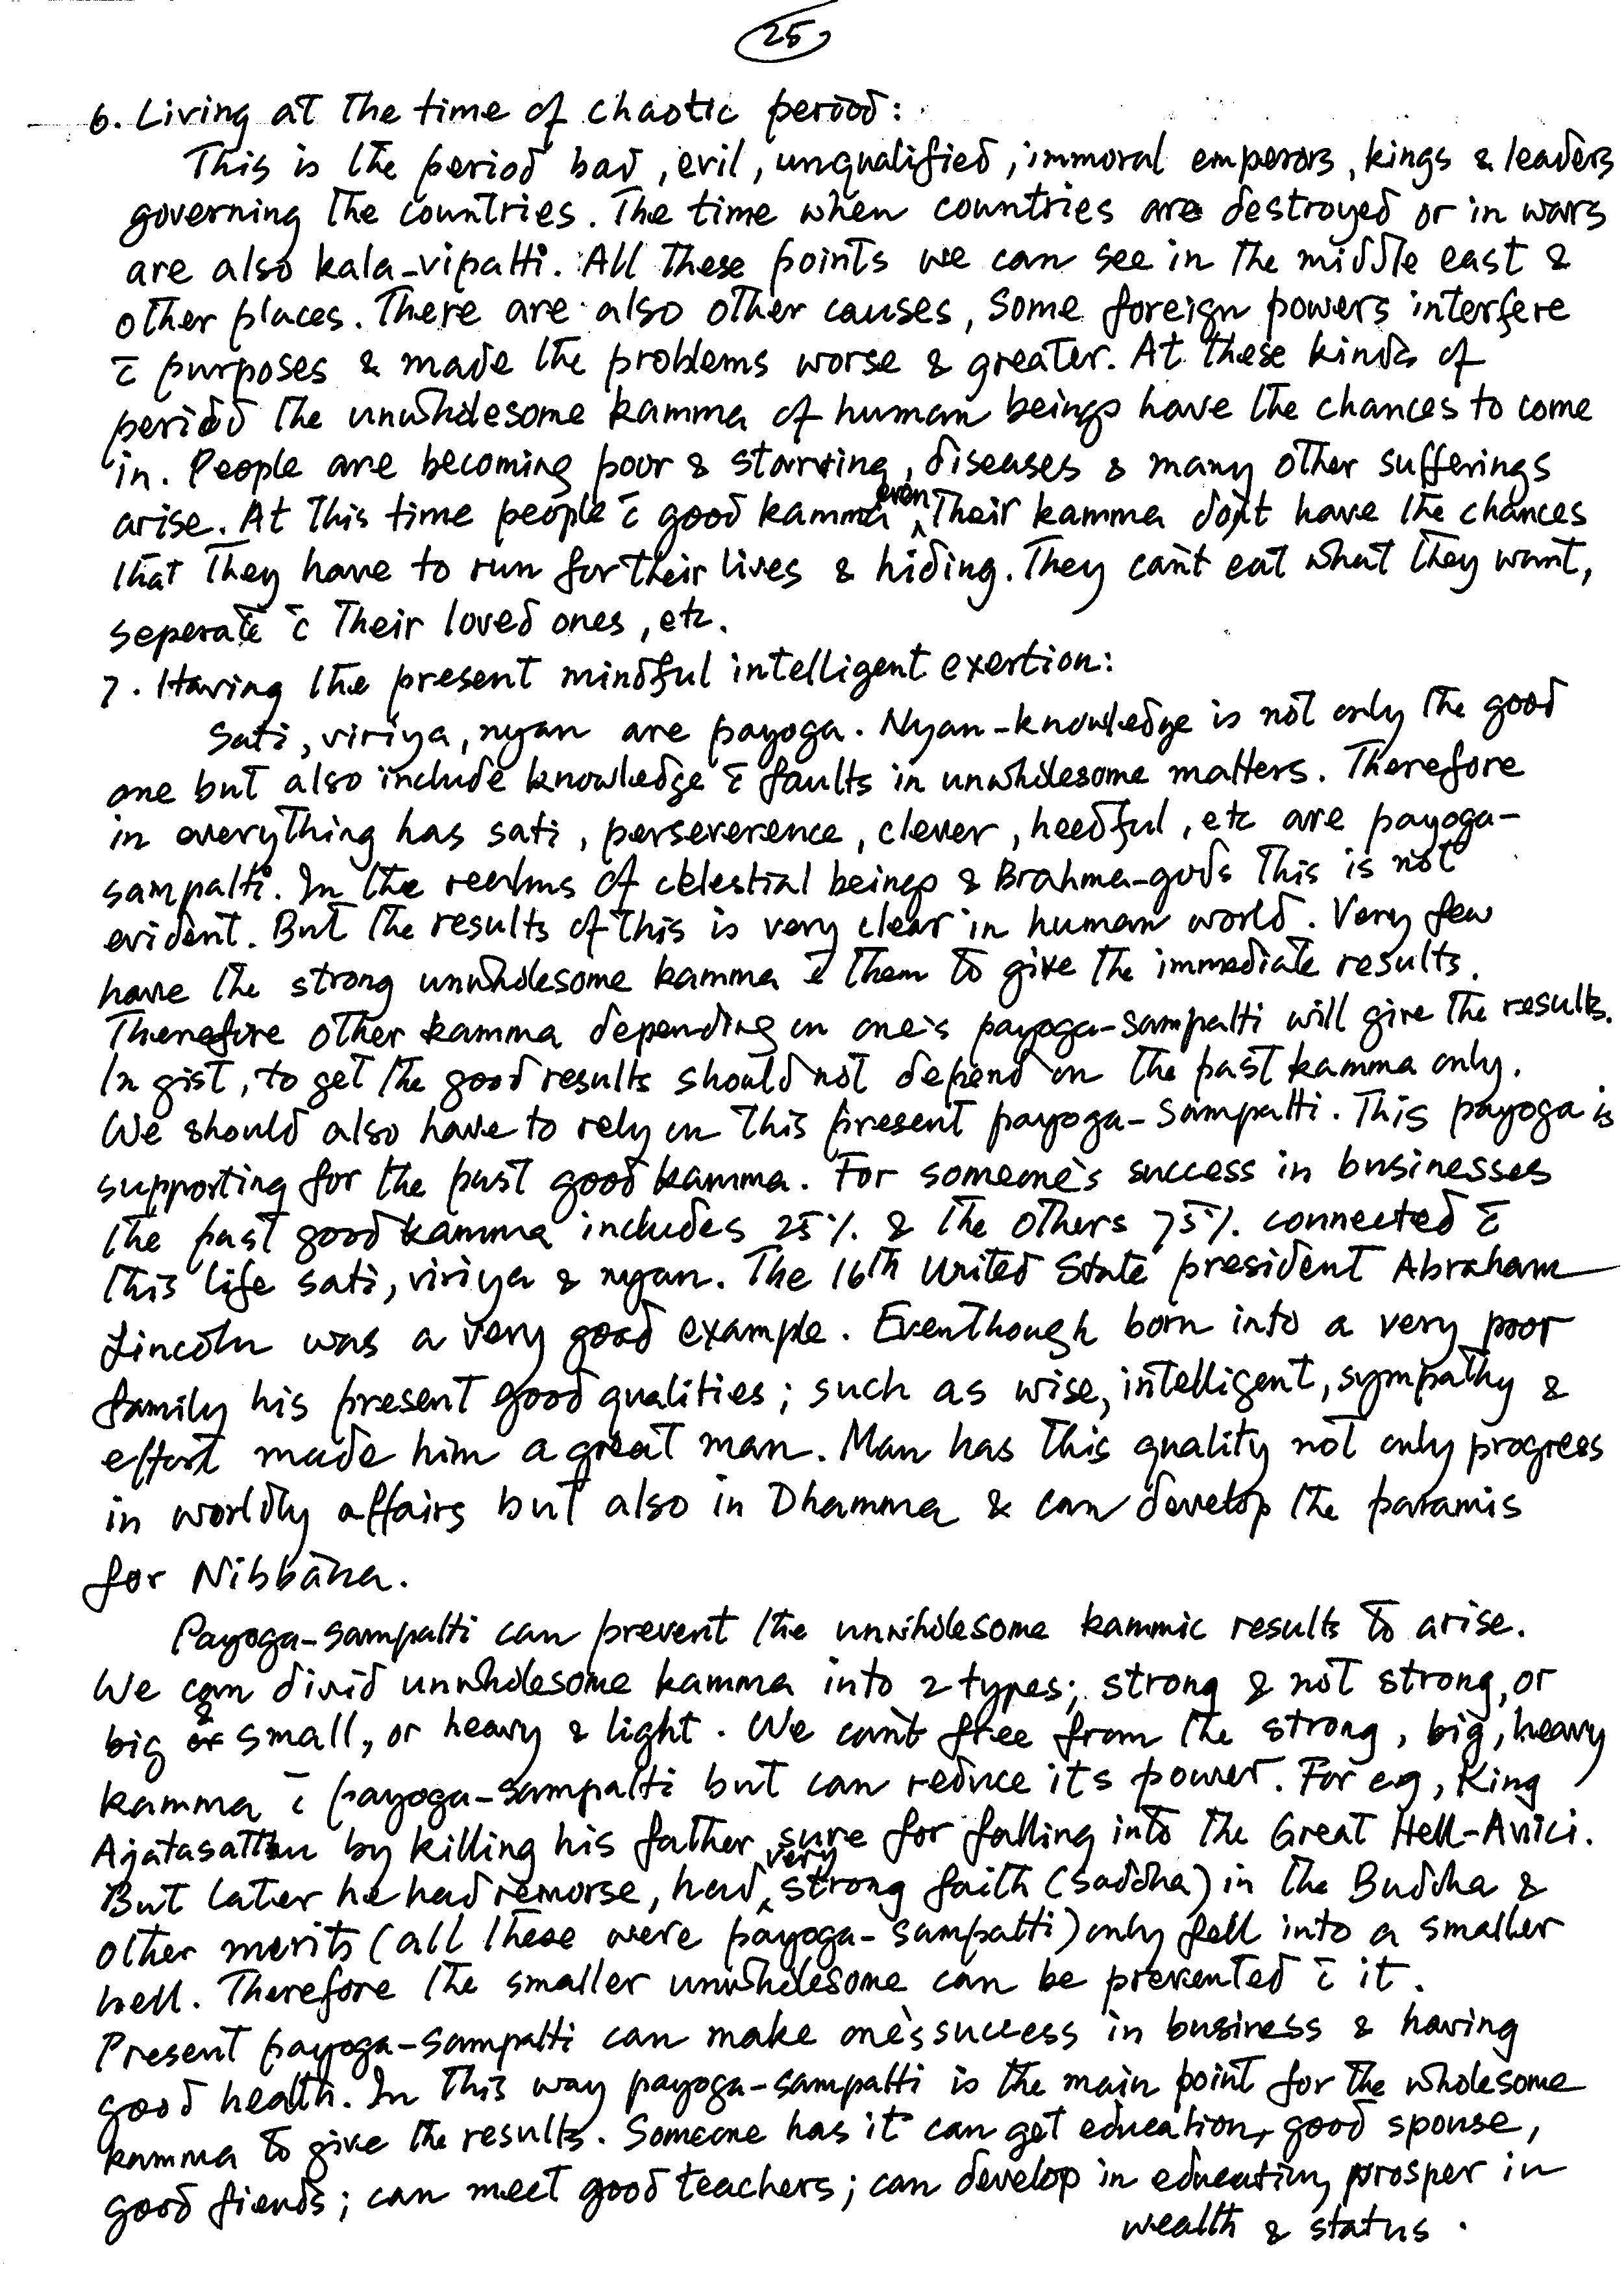 25
6. Living at the time of chaotic period:
This is the period bad, evil, unqualified, immoral emperors, kings & leaders
governing the countries. The time when countries are destroyed or in wars
are also kala-vipatti. All these points we can see in the middle east &
other places. There are also other causes, some foreign powers interfere
c̄ purposes & made the problems worse & greater. At these kinds of
period the unwholesome kamma of human beings have the chances to come
in. People are becoming poor & starving, diseases & many other sufferings
arise. At this time people c̄ good kamma even their kamma don't have the chances
that they have to run for their lives & hiding. They can't eat what they want,
seperate c̄ their loved ones, etc.
7. Having the present mindful intelligent exertion:
Sati, viriya, nyan are payoga. Nyan-knowledge is not only the good
one but also include knowledge c̄ faults in unwholesome matters. Therefore
in everything has sati, perseverence, clever, heedful, etc are payoga-
sampatti. In the realms of celestial beings & Brahma-gods this is not
evident. But the results of this is very clear in human world. Very few
have the strong unwholesome kamma c̄ them to give the immediate results.
Therefore other kamma depending on one's payoga-sampatti will give the results.
In gist, to get the good results should not depend on the past kamma only.
We should also have to rely on this present payoga-sampatti. This payoga is
supporting for the past good kamma. For someone's success in businesses
the past good kamma includes 25% & the others 75% connected c̄
this life sati, viriya & nyan. The 16th United State president Abraham
Lincoln was a very good example. Eventhough born into a very poor
family his present good qualities; such as wise, intelligent, sympathy &
effort made him a great man. Man has this quality not only progress
in worldly affairs but also in Dhamma & can develop the paramis
for Nibbāna.
Payoga-sampatti can prevent the unwholesome kammic results to arise.
We can divid unwholesome kamma into 2 types; strong & not strong, or
big & small, or heavy & light. We can't free from the strong, big, heavy
kamma c̄ payoga-sampatti but can reduce its power. For e.g, King
Ajatasattu by killing his father sure for falling into the Great Hell-Avici.
But later he had remorse, had very strong faith (saddha) in the Buddha &
other merits (all these were payoga-sampatti) only fell into a smaller
hell. Therefore the smaller unwholesome can be prevented c̄ it.
Present payoga-sampatti can make one's success in business & having
good health. In this way payoga-sampatti is the main point for the wholesome
kamma to give the results. Someone has it can get education, good spouse,
good fiends; can meet good teachers; can develop in education, prosper in
wealth & status.